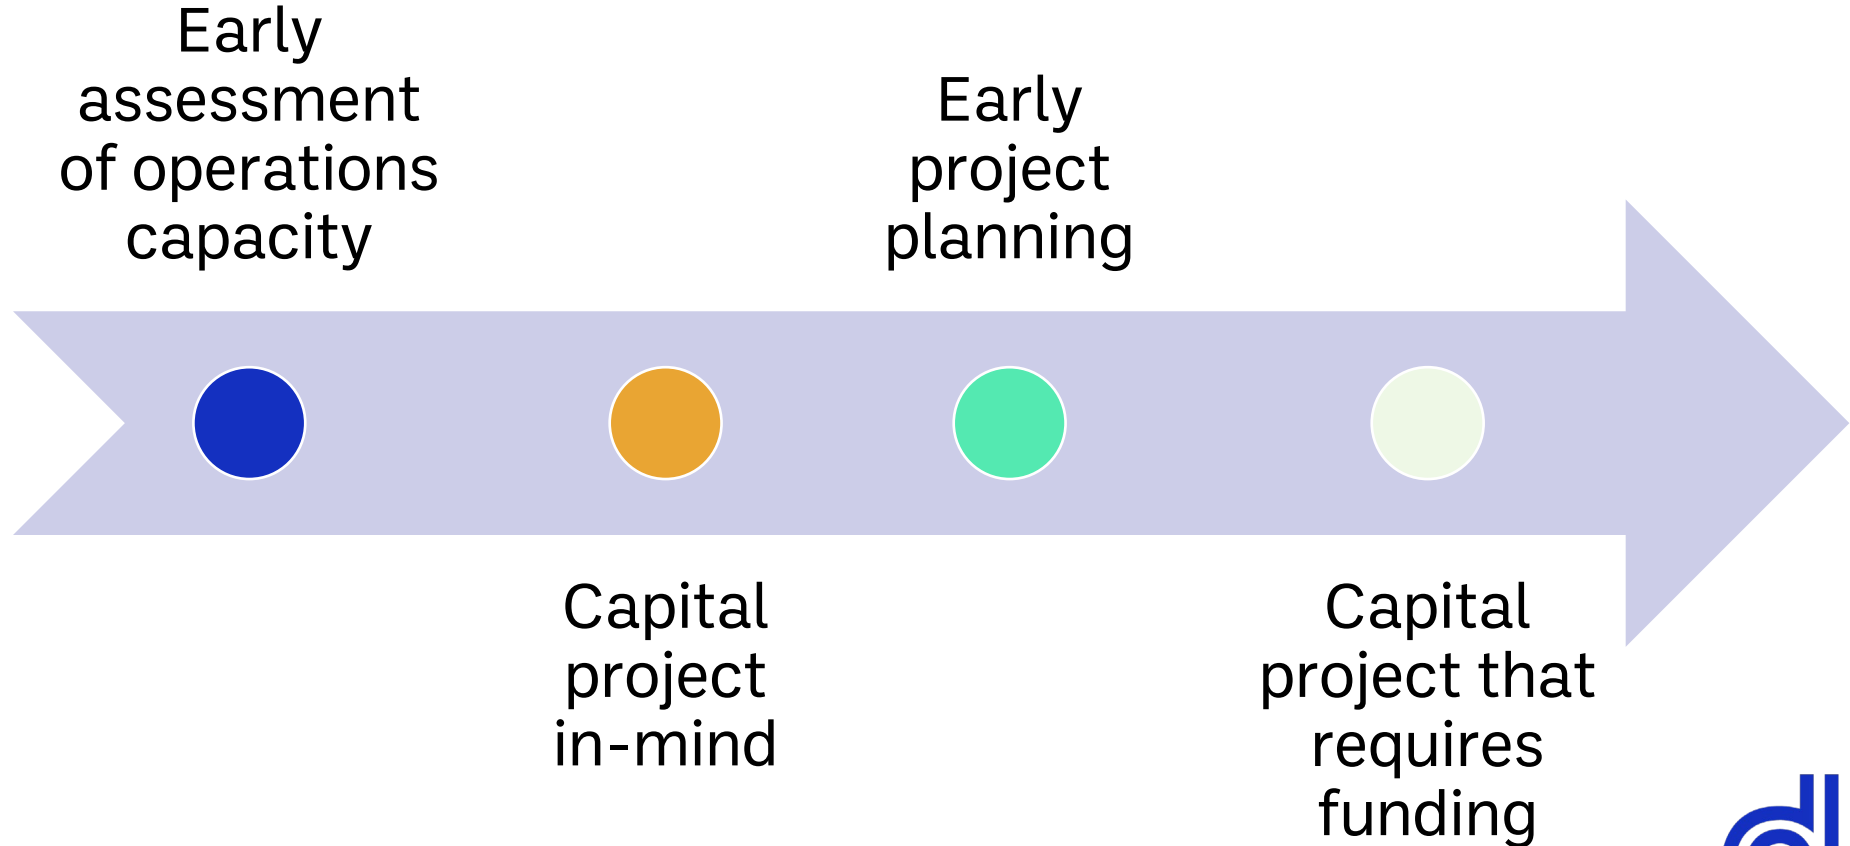 Early
assessment
of operations
capacity
Capital
project
in-mind
Early
project
planning
Capital
project that
requires
funding